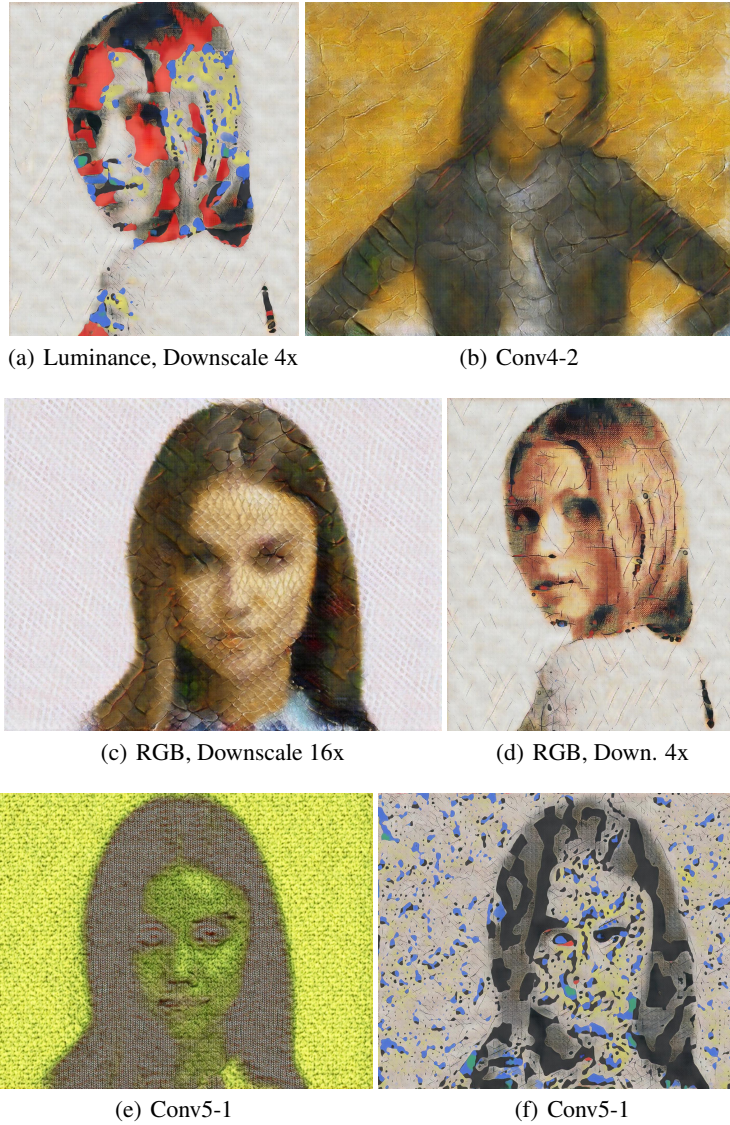 (a) Luminance, Downscale 4x
(b) Conv4-2
(c) RGB, Downscale 16x
(d) RGB, Down. 4x
(e) Conv5-1
(f) Conv5-1